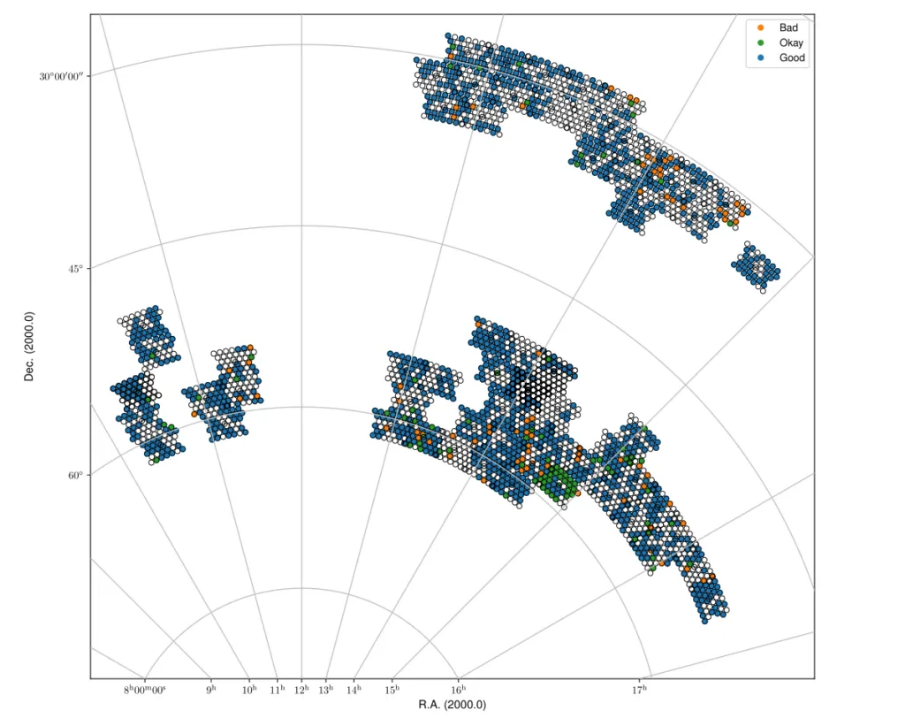 Bad
Okay
Good
30°00′00″
45°
60°
Dec. (2000.0)
8ʰ00ᵐ00ˢ 9ʰ 10ʰ 11ʰ 12ʰ 13ʰ 14ʰ 15ʰ 16ʰ 17ʰ
R.A. (2000.0)